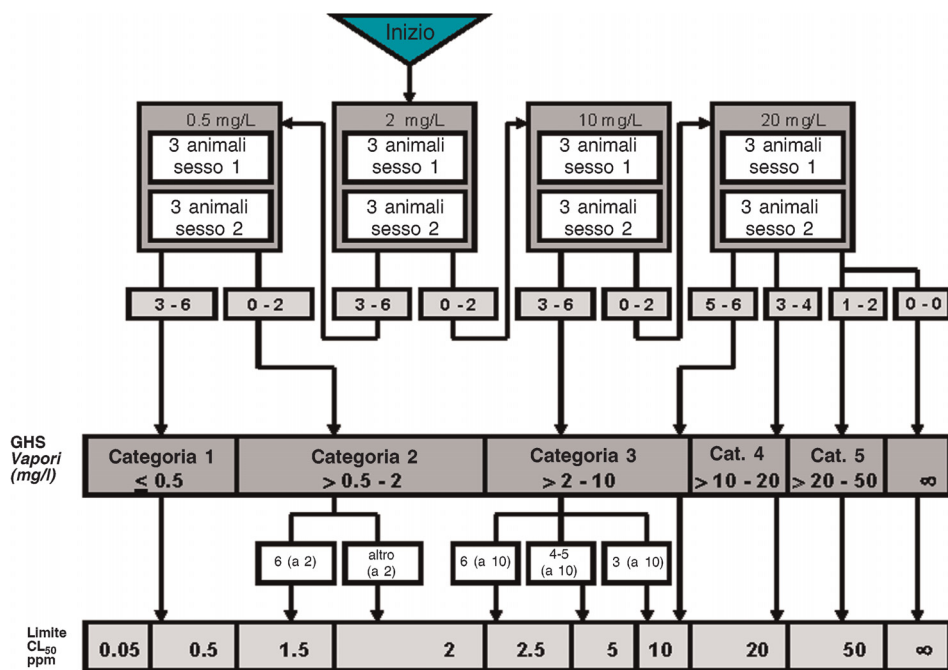 Inizio
0.5 mg/L
2 mg/L
10 mg/L
20 mg/L
3 animali
sesso 1
3 animali
sesso 1
3 animali
sesso 1
3 animali
sesso 1
3 animali
sesso 2
3 animali
sesso 2
3 animali
sesso 2
3 animali
sesso 2
3 - 6
0 - 2
3 - 6
0 - 2
3 - 6
0 - 2
5 - 6
3 - 4
1 - 2
0 - 0
GHS
Vapori
(mg/l)
Categoria 1
≤ 0.5
Categoria 2
> 0.5 - 2
Categoria 3
> 2 - 10
Cat. 4
> 10 - 20
Cat. 5
> 20 - 50
∞
6 (a 2)
altro
(a 2)
6 (a 10)
4-5
(a 10)
3 (a 10)
Limite
CL50
ppm
0.05
0.5
1.5
2
2.5
5
10
20
50
∞